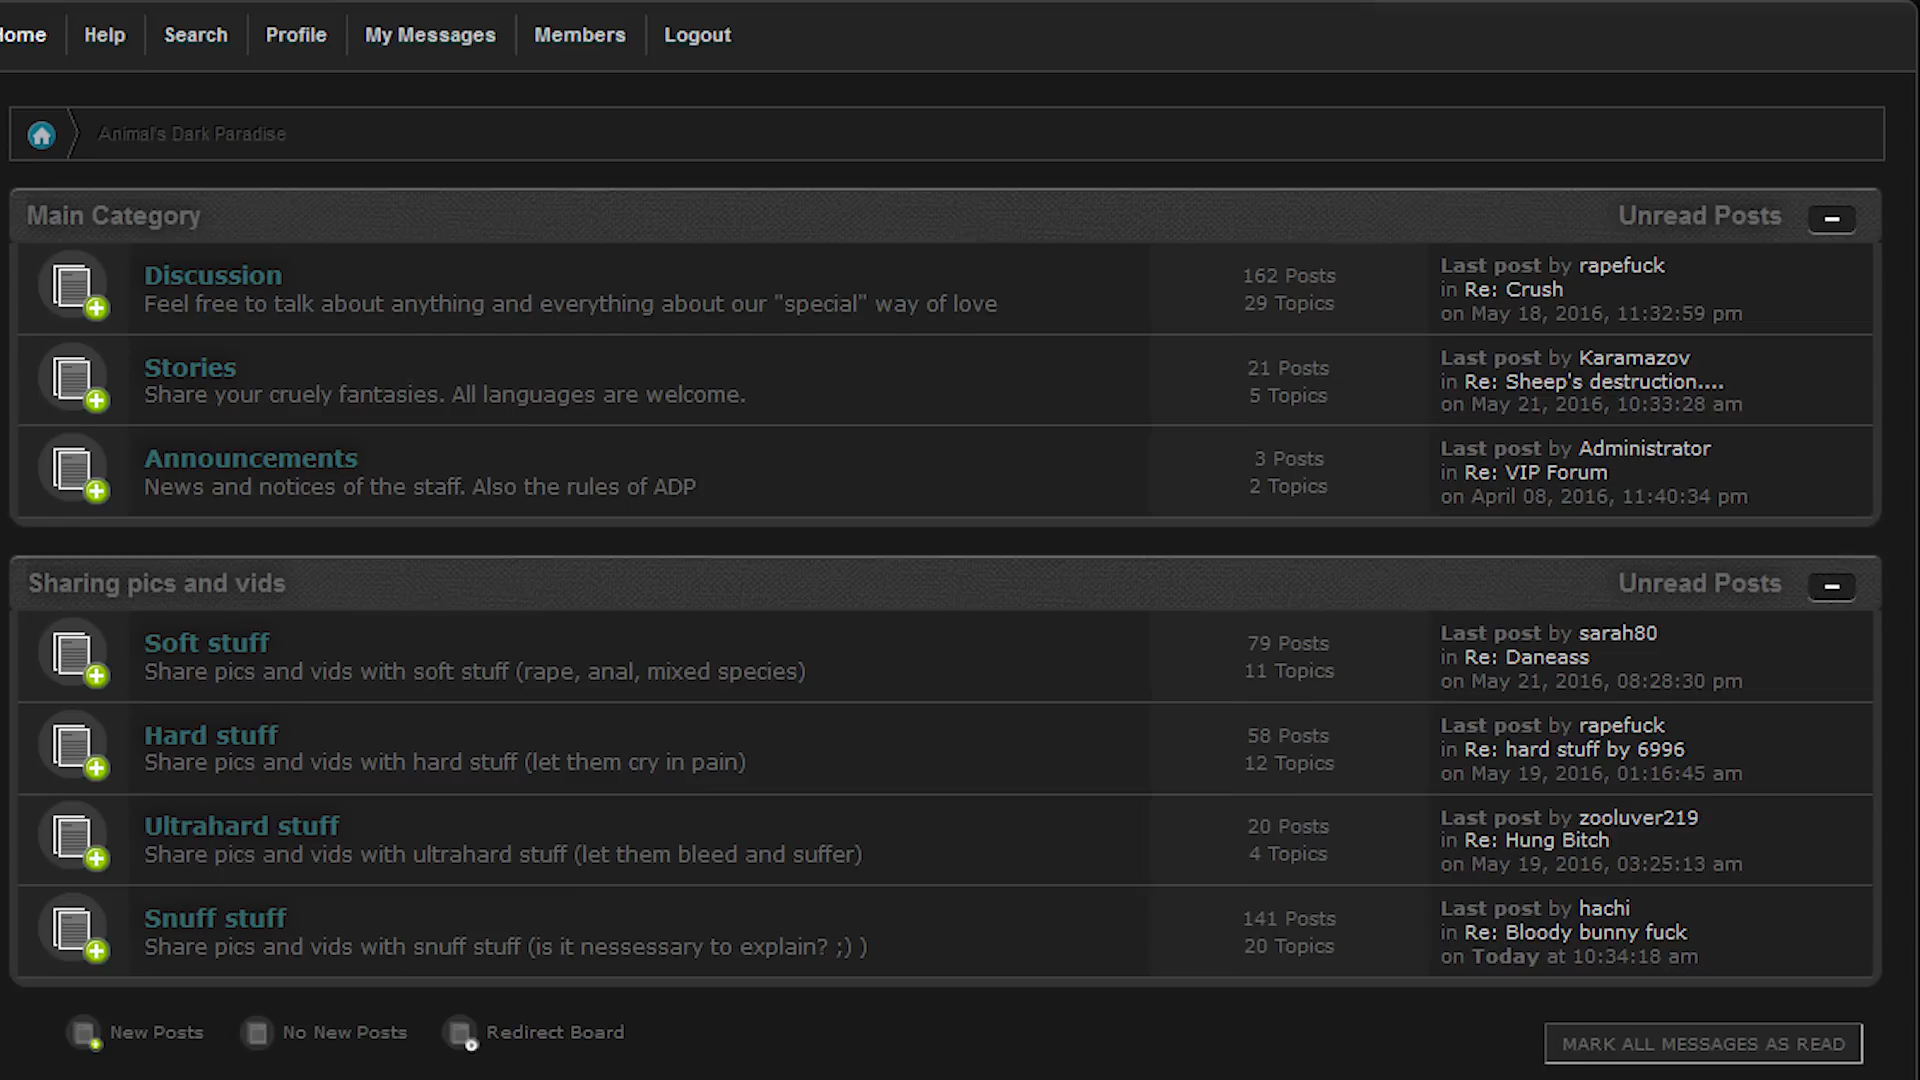 Home
Help
Search
Profile
My Messages
Members
Logout
Animal's Dark Paradise
Main Category
Unread Posts
Discussion
Feel free to talk about anything and everything about our "special" way of love
162 Posts
29 Topics
Last post by rapefuck
in Re: Crush
on May 18, 2016, 11:32:59 pm
Stories
Share your cruely fantasies. All languages are welcome.
21 Posts
5 Topics
Last post by Karamazov
in Re: Sheep's destruction....
on May 21, 2016, 10:33:28 am
Announcements
News and notices of the staff. Also the rules of ADP
3 Posts
2 Topics
Last post by Administrator
in Re: VIP Forum
on April 08, 2016, 11:40:34 pm
Sharing pics and vids
Unread Posts
Soft stuff
Share pics and vids with soft stuff (rape, anal, mixed species)
79 Posts
11 Topics
Last post by sarah80
in Re: Daneass
on May 21, 2016, 08:28:30 pm
Hard stuff
Share pics and vids with hard stuff (let them cry in pain)
58 Posts
12 Topics
Last post by rapefuck
in Re: hard stuff by 6996
on May 19, 2016, 01:16:45 am
Ultrahard stuff
Share pics and vids with ultrahard stuff (let them bleed and suffer)
20 Posts
4 Topics
Last post by zooluver219
in Re: Hung Bitch
on May 19, 2016, 03:25:13 am
Snuff stuff
Share pics and vids with snuff stuff (is it nessessary to explain? ;) )
141 Posts
20 Topics
Last post by hachi
in Re: Bloody bunny fuck
on Today at 10:34:18 am
New Posts
No New Posts
Redirect Board
MARK ALL MESSAGES AS READ